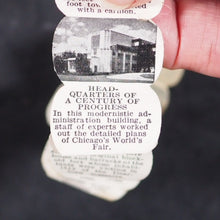 foot tow
with a carillon.
HEAD-
QUARTERS OF
A CENTURY OF
PROGRESS
In this modernistic ad-
ministration building, a
staff of experts worked
out the detailed plans
of Chicago's World's
Fair.